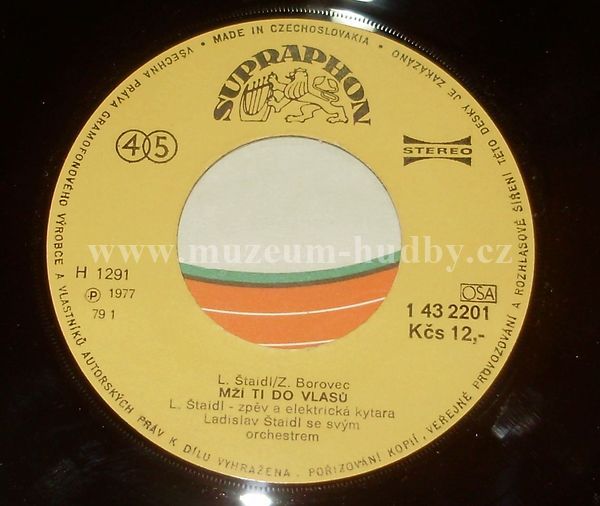 • MADE IN CZECHOSLOVAKIA •
VŠECHNA PRÁVA GRAMOFONOVÉHO VÝROBCE A VLASTNÍKŮ AUTORSKÝCH PRÁV K DÍLU VYHRAŽENA. POŘIZOVÁNÍ KOPIÍ, VEŘEJNÉ PROVOZOVÁNÍ A ROZHLASOVÉ ŠÍŘENÍ TÉTO DESKY JE ZAKÁZÁNO
SUPRAPHON
45
STEREO
www.muzeum-hudby.cz
H 1291
Ⓟ 1977
79 1
OSA
1 43 2201
Kčs 12,-
L. Štaidl/Z. Borovec
MŽÍ TI DO VLASŮ
L. Štaidl - zpěv a elektrická kytara
Ladislav Štaidl se svým
orchestrem